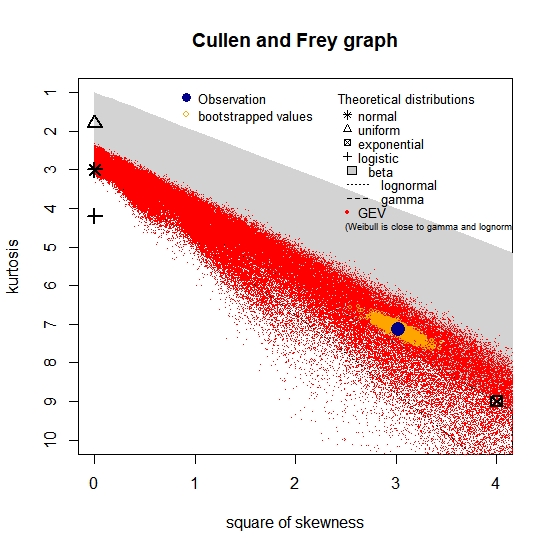 Cullen and Frey graph
Observation
bootstrapped values
Theoretical distributions
normal
uniform
exponential
logistic
beta
lognormal
gamma
GEV
(Weibull is close to gamma and lognorm
kurtosis
1
2
3
4
5
6
7
8
9
10
0
1
2
3
4
square of skewness